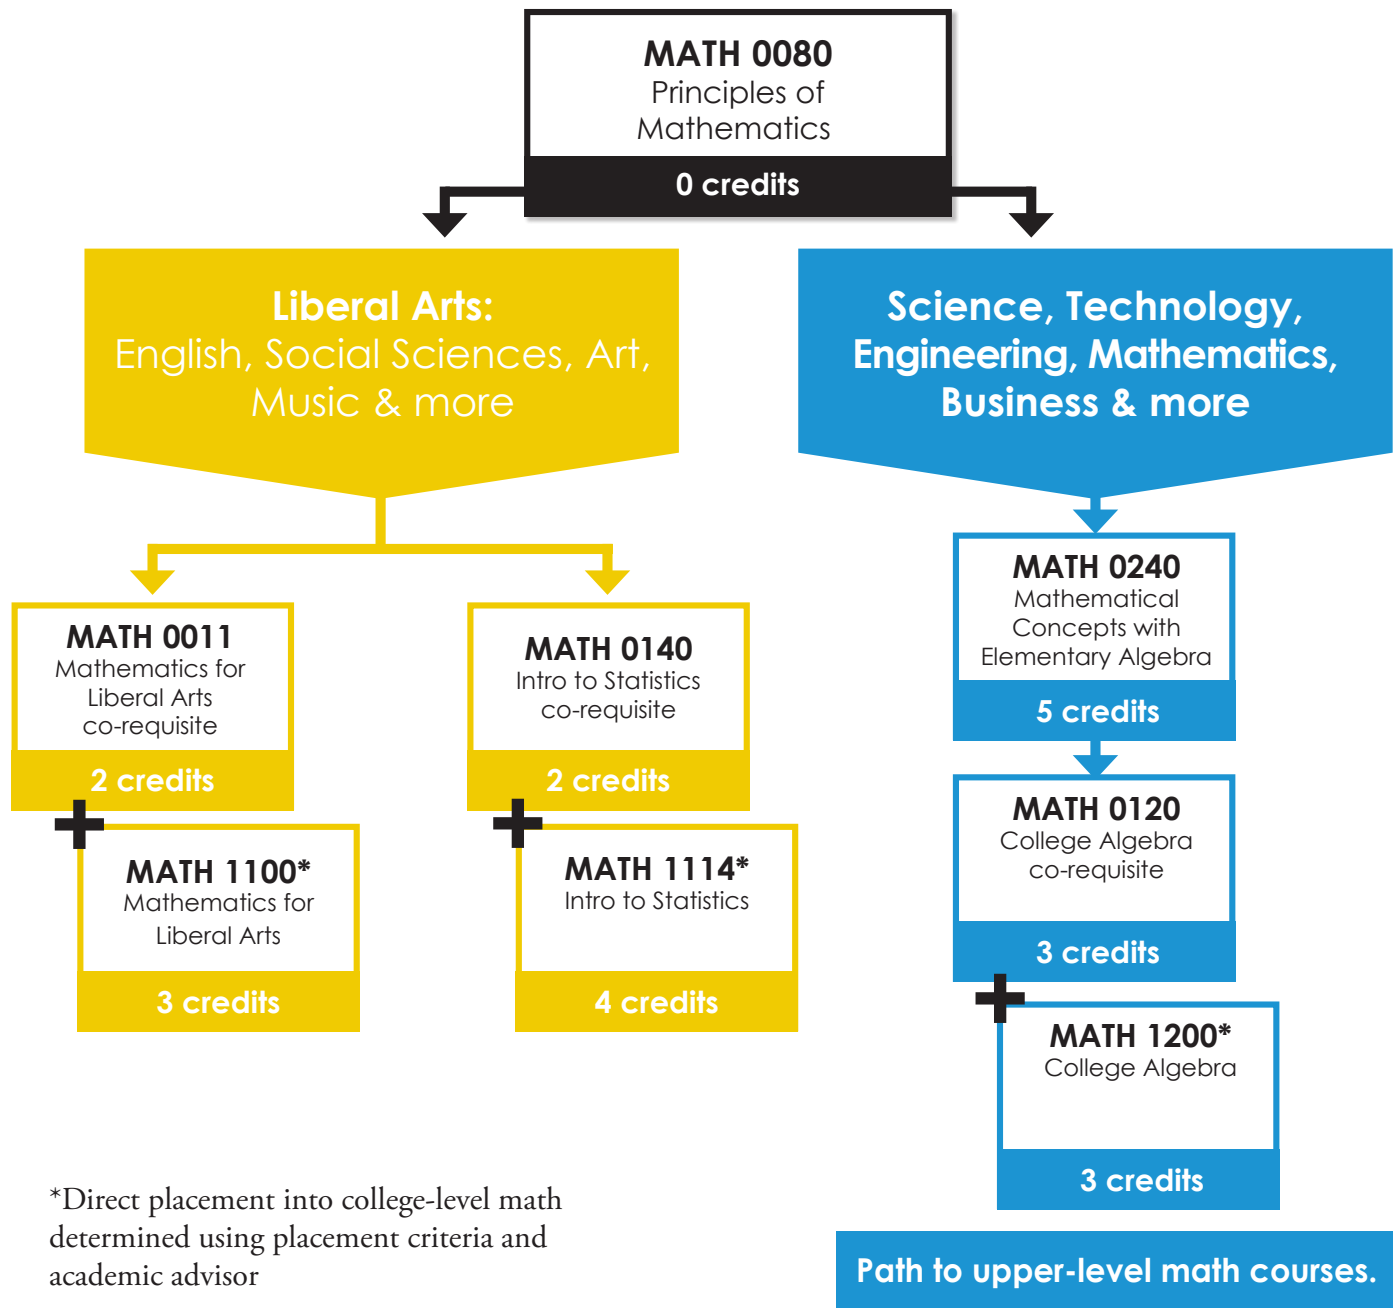 MATH 0080
Principles of
Mathematics
0 credits
Liberal Arts:
English, Social Sciences, Art,
Music & more
Science, Technology,
Engineering, Mathematics,
Business & more
MATH 0011
Mathematics for
Liberal Arts
co-requisite
2 credits
+
MATH 1100*
Mathematics for
Liberal Arts
3 credits
MATH 0140
Intro to Statistics
co-requisite
2 credits
+
MATH 1114*
Intro to Statistics
4 credits
MATH 0240
Mathematical
Concepts with
Elementary Algebra
5 credits
MATH 0120
College Algebra
co-requisite
3 credits
+
MATH 1200*
College Algebra
3 credits
*Direct placement into college-level math
determined using placement criteria and
academic advisor
Path to upper-level math courses.